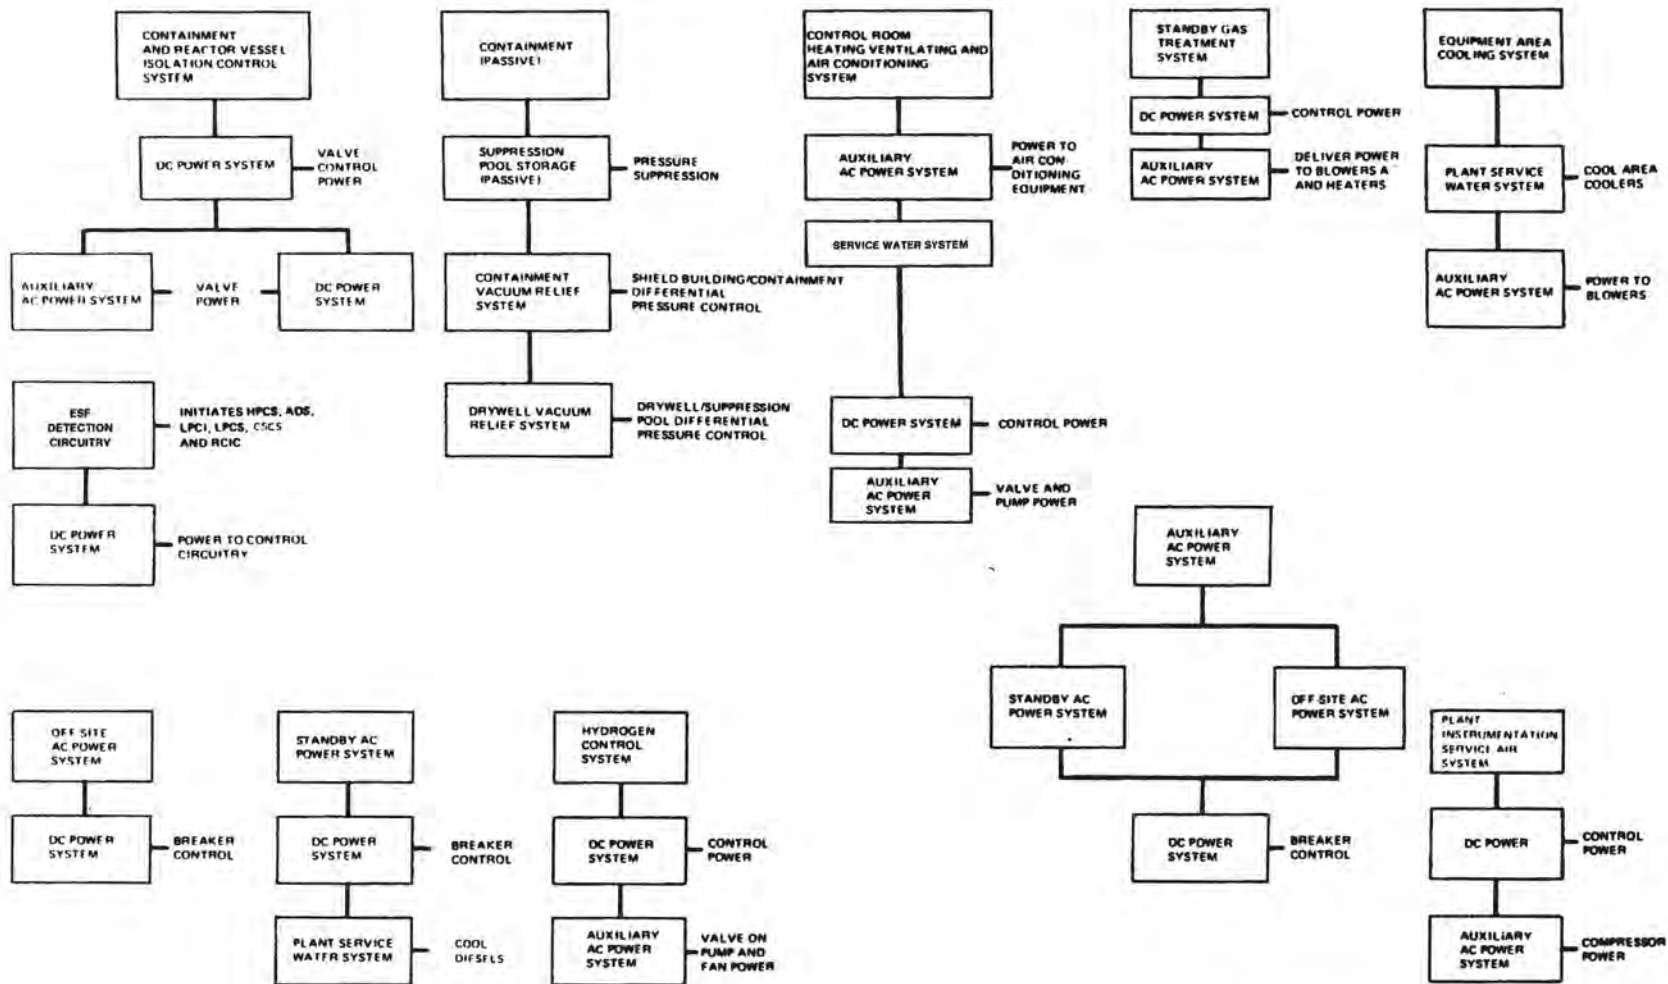 CONTAINMENT
AND REACTOR VESSEL
ISOLATION CONTROL
SYSTEM
DC POWER SYSTEM
VALVE
CONTROL
POWER
AUXILIARY
AC POWER SYSTEM
VALVE
POWER
DC POWER
SYSTEM
CONTAINMENT
(PASSIVE)
SUPPRESSION
POOL STORAGE
(PASSIVE)
PRESSURE
SUPPRESSION
CONTAINMENT
VACUUM RELIEF
SYSTEM
SHIELD BUILDING/CONTAINMENT
DIFFERENTIAL
PRESSURE CONTROL
DRYWELL VACUUM
RELIEF SYSTEM
DRYWELL/SUPPRESSION
POOL DIFFERENTIAL
PRESSURE CONTROL
CONTROL ROOM
HEATING VENTILATING AND
AIR CONDITIONING
SYSTEM
AUXILIARY
AC POWER SYSTEM
POWER TO
AIR CON
DITIONING
EQUIPMENT
SERVICE WATER SYSTEM
DC POWER SYSTEM
CONTROL POWER
AUXILIARY
AC POWER
SYSTEM
VALVE AND
PUMP POWER
STANDBY GAS
TREATMENT
SYSTEM
DC POWER SYSTEM
CONTROL POWER
AUXILIARY
AC POWER SYSTEM
DELIVER POWER
TO BLOWERS A
AND HEATERS
EQUIPMENT AREA
COOLING SYSTEM
PLANT SERVICE
WATER SYSTEM
COOL AREA
COOLERS
AUXILIARY
AC POWER SYSTEM
POWER TO
BLOWERS
ESF
DETECTION
CIRCUITRY
INITIATES HPCS, ADS,
LPCI, LPCS, CSCS
AND RCIC
DC POWER
SYSTEM
POWER TO CONTROL
CIRCUITRY
AUXILIARY
AC POWER
SYSTEM
STANDBY AC
POWER SYSTEM
OFF-SITE AC
POWER SYSTEM
DC POWER
SYSTEM
BREAKER
CONTROL
OFF SITE
AC POWER
SYSTEM
DC POWER
SYSTEM
BREAKER
CONTROL
STANDBY AC
POWER SYSTEM
DC POWER
SYSTEM
BREAKER
CONTROL
PLANT SERVICE
WATER SYSTEM
COOL
DIESELS
HYDROGEN
CONTROL
SYSTEM
DC POWER
SYSTEM
CONTROL
POWER
AUXILIARY
AC POWER
SYSTEM
VALVE ON
PUMP AND
FAN POWER
PLANT
INSTRUMENTATION
SERVICE AIR
SYSTEM
DC POWER
CONTROL
POWER
AUXILIARY
AC POWER
SYSTEM
COMPRESSOR
POWER